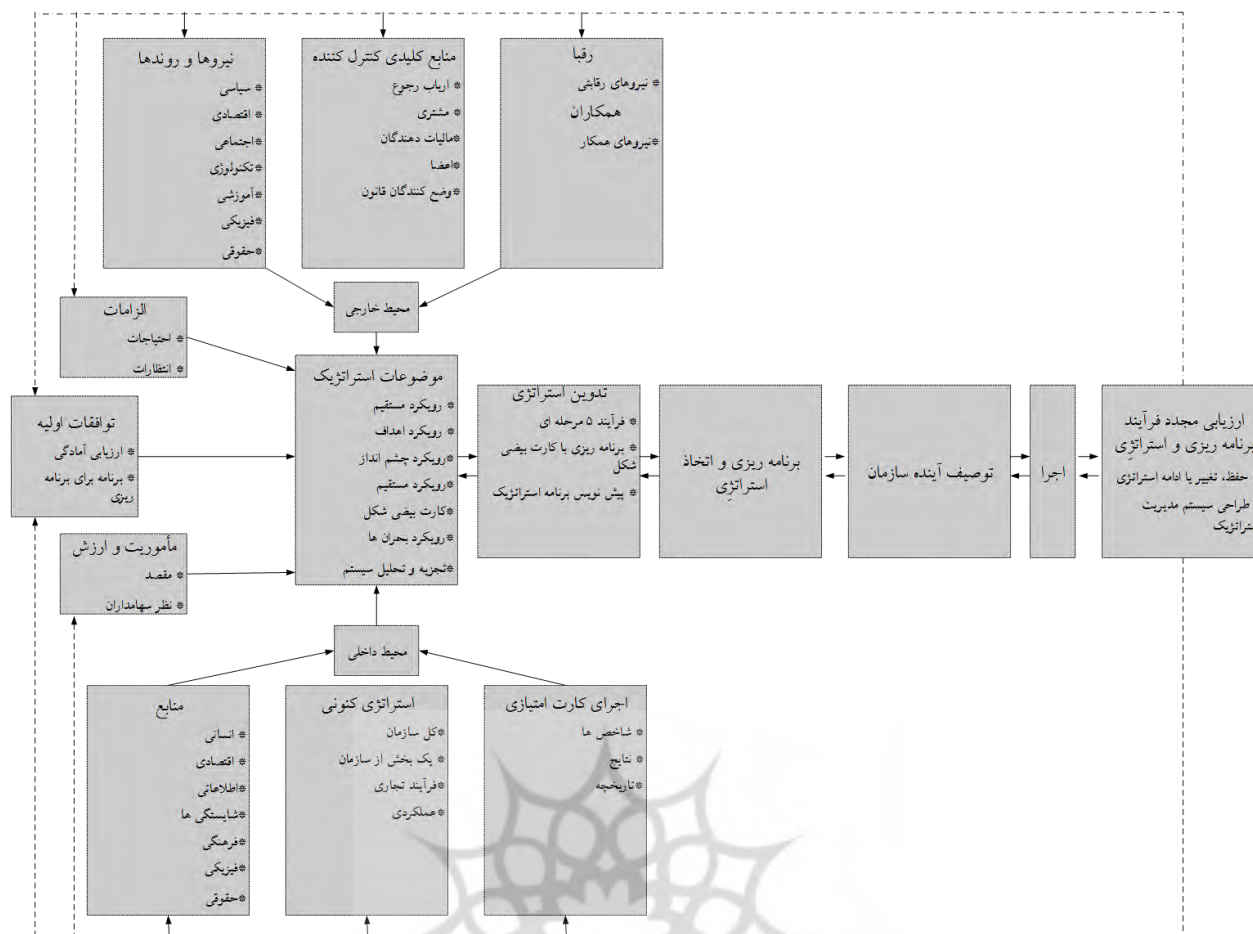 نیروها و روندها
* سیاسی
* اقتصادی
* اجتماعی
*تکنولوژی
*آموزشی
*فیزیکی
*حقوقی
منابع کلیدی کنترل کننده
* ارباب رجوع
* مشتری
*مالیات دهندگان
*اعضا
*وضع کنندگان قانون
رقبا
* نیروهای رقابتی
همکاران
*نیروهای همکار
محیط خارجی
الزامات
* احتیاجات
* انتظارات
توافقات اولیه
* ارزیابی آمادگی
* برنامه برای برنامه
ریزی
مأموریت و ارزش
* مقصد
* نظر سهامداران
موضوعات استراتژیک
* رویکرد مستقیم
* رویکرد اهداف
*رویکرد چشم انداز
*رویکرد مستقیم
*کارت بیضی شکل
*رویکرد بحران ها
*تجزیه و تحلیل سیستم
تدوین استراتژی
* فرآیند ۵ مرحله ای
* برنامه ریزی با کارت بیضی
شکل
* پیش نویس برنامه استراتژیک
برنامه ریزی و اتخاذ
استراتژِی
توصیف آینده سازمان
اجرا
ارزیابی مجدد فرآیند
برنامه ریزی و استراتژِی
حفظ، تغییر یا ادامه استراتژی
طراحی سیستم مدیریت
محیط داخلی
منابع
* انسانی
* اقتصادی
*اطلاعاتی
*شایستگی ها
*فرهنگی
*فیزیکی
*حقوقی
استراتژی کنونی
*کل سازمان
* یک بخش از سازمان
*فرآیند تجاری
*عملکردی
اجرای کارت امتیازی
* شاخص ها
* نتایج
*تاریخچه